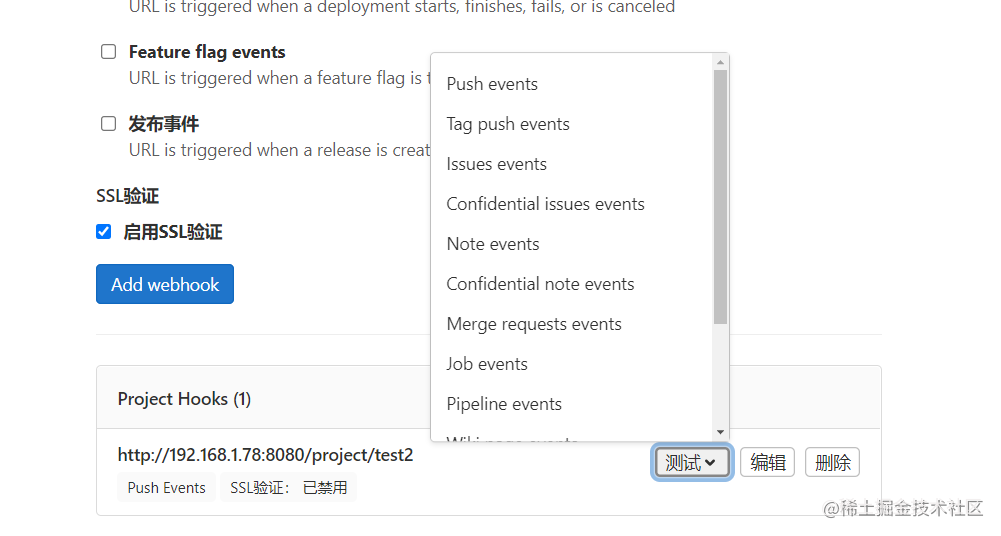 URL is triggered when a deployment starts, finishes, fails, or is canceled
Feature flag events
URL is triggered when a feature flag is t
发布事件
URL is triggered when a release is creat
SSL验证
启用SSL验证
Add webhook
Push events
Tag push events
Issues events
Confidential issues events
Note events
Confidential note events
Merge requests events
Job events
Pipeline events
Wiki page events
Project Hooks (1)
http://192.168.1.78:8080/project/test2
测试 编辑 删除
Push Events SSL验证: 已禁用
@稀土掘金技术社区